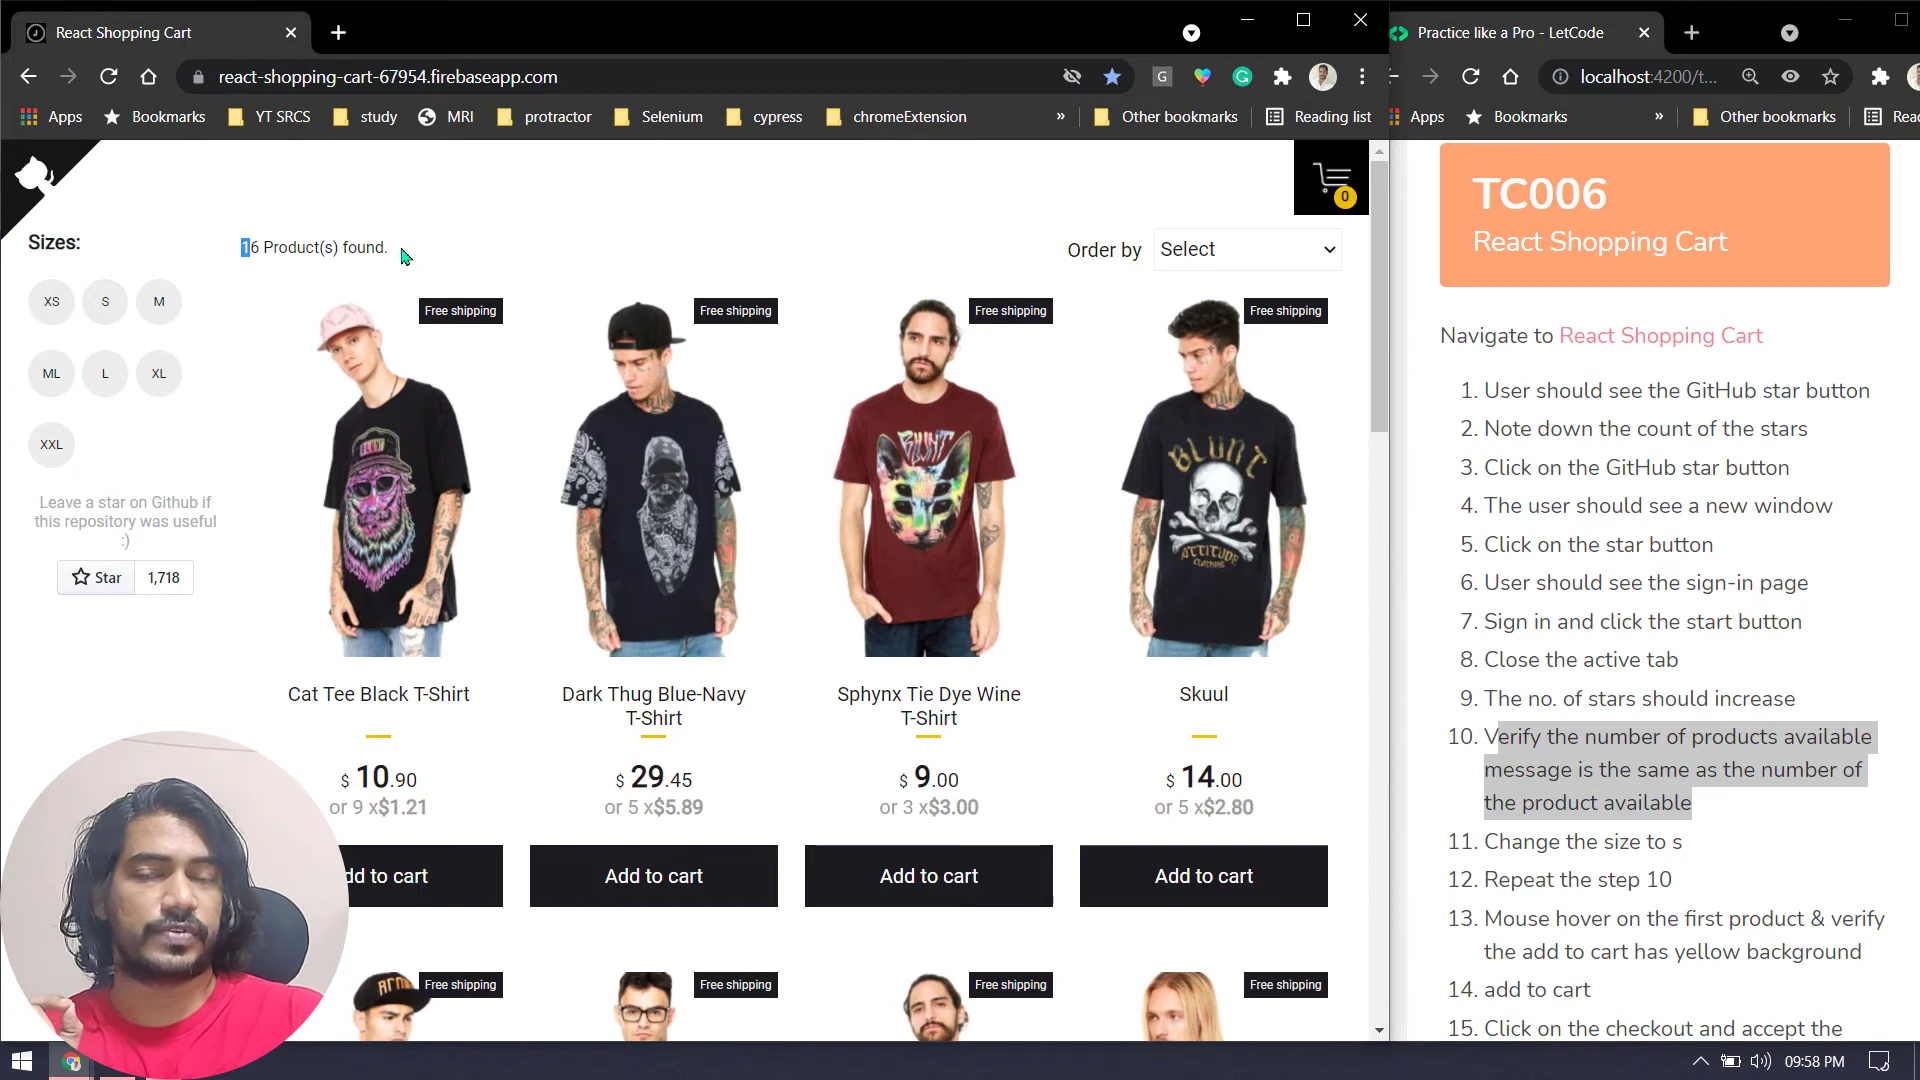 React Shopping Cart
react-shopping-cart-67954.firebaseapp.com
Apps Bookmarks YT SRCS study MRI protractor Selenium cypress chromeExtension » Other bookmarks Reading list
0
Sizes:
16 Product(s) found.
Order by Select
XS S M
ML L XL
XXL
Leave a star on Github if
this repository was useful
:)
Star 1,718
Free shipping
Free shipping
Free shipping
Free shipping
BLUNT
ATTITUDE
CLOTHING
Cat Tee Black T-Shirt
Dark Thug Blue-Navy
T-Shirt
Sphynx Tie Dye Wine
T-Shirt
Skuul
$ 10.90
or 9 x$1.21
$ 29.45
or 5 x$5.89
$ 9.00
or 3 x$3.00
$ 14.00
or 5 x$2.80
dd to cart
Add to cart
Add to cart
Add to cart
Free shipping
Free shipping
Free shipping
Free shipping
Practice like a Pro - LetCode
localhost:4200/t...
Apps Bookmarks » Other bookmarks Reac
TC006
React Shopping Cart
Navigate to React Shopping Cart
1. User should see the GitHub star button
2. Note down the count of the stars
3. Click on the GitHub star button
4. The user should see a new window
5. Click on the star button
6. User should see the sign-in page
7. Sign in and click the start button
8. Close the active tab
9. The no. of stars should increase
10. Verify the number of products available
message is the same as the number of
the product available
11. Change the size to s
12. Repeat the step 10
13. Mouse hover on the first product & verify
the add to cart has yellow background
14. add to cart
15. Click on the checkout and accept the
09:58 PM